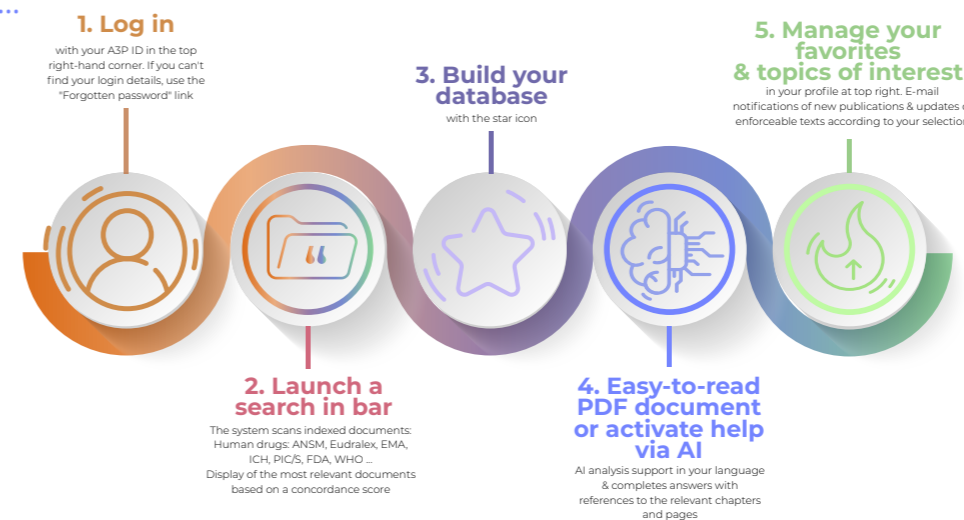 1. Log in
with your A3P ID in the top
right-hand corner. If you can't
find your login details, use the
"Forgotten password" link
2. Launch a
search in bar
The system scans indexed documents:
Human drugs: ANSM, Eudralex, EMA,
ICH, PIC/S, FDA, WHO ...
Display of the most relevant documents
based on a concordance score
3. Build your
database
with the star icon
4. Easy-to-read
PDF document
or activate help
via AI
AI analysis support in your language
& completes answers with
references to the relevant chapters
and pages
5. Manage your
favorites
& topics of interest
in your profile at top right. E-mail
notifications of new publications & updates
enforceable texts according to your selection